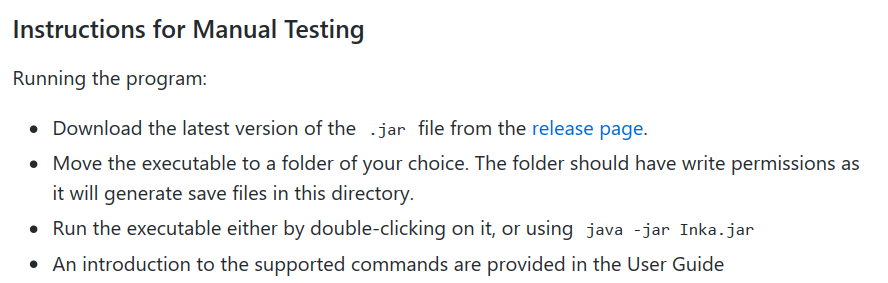 Instructions for Manual Testing
Running the program:
• Download the latest version of the .jar file from the release page.
• Move the executable to a folder of your choice. The folder should have write permissions as
it will generate save files in this directory.
• Run the executable either by double-clicking on it, or using java -jar Inka.jar
• An introduction to the supported commands are provided in the User Guide